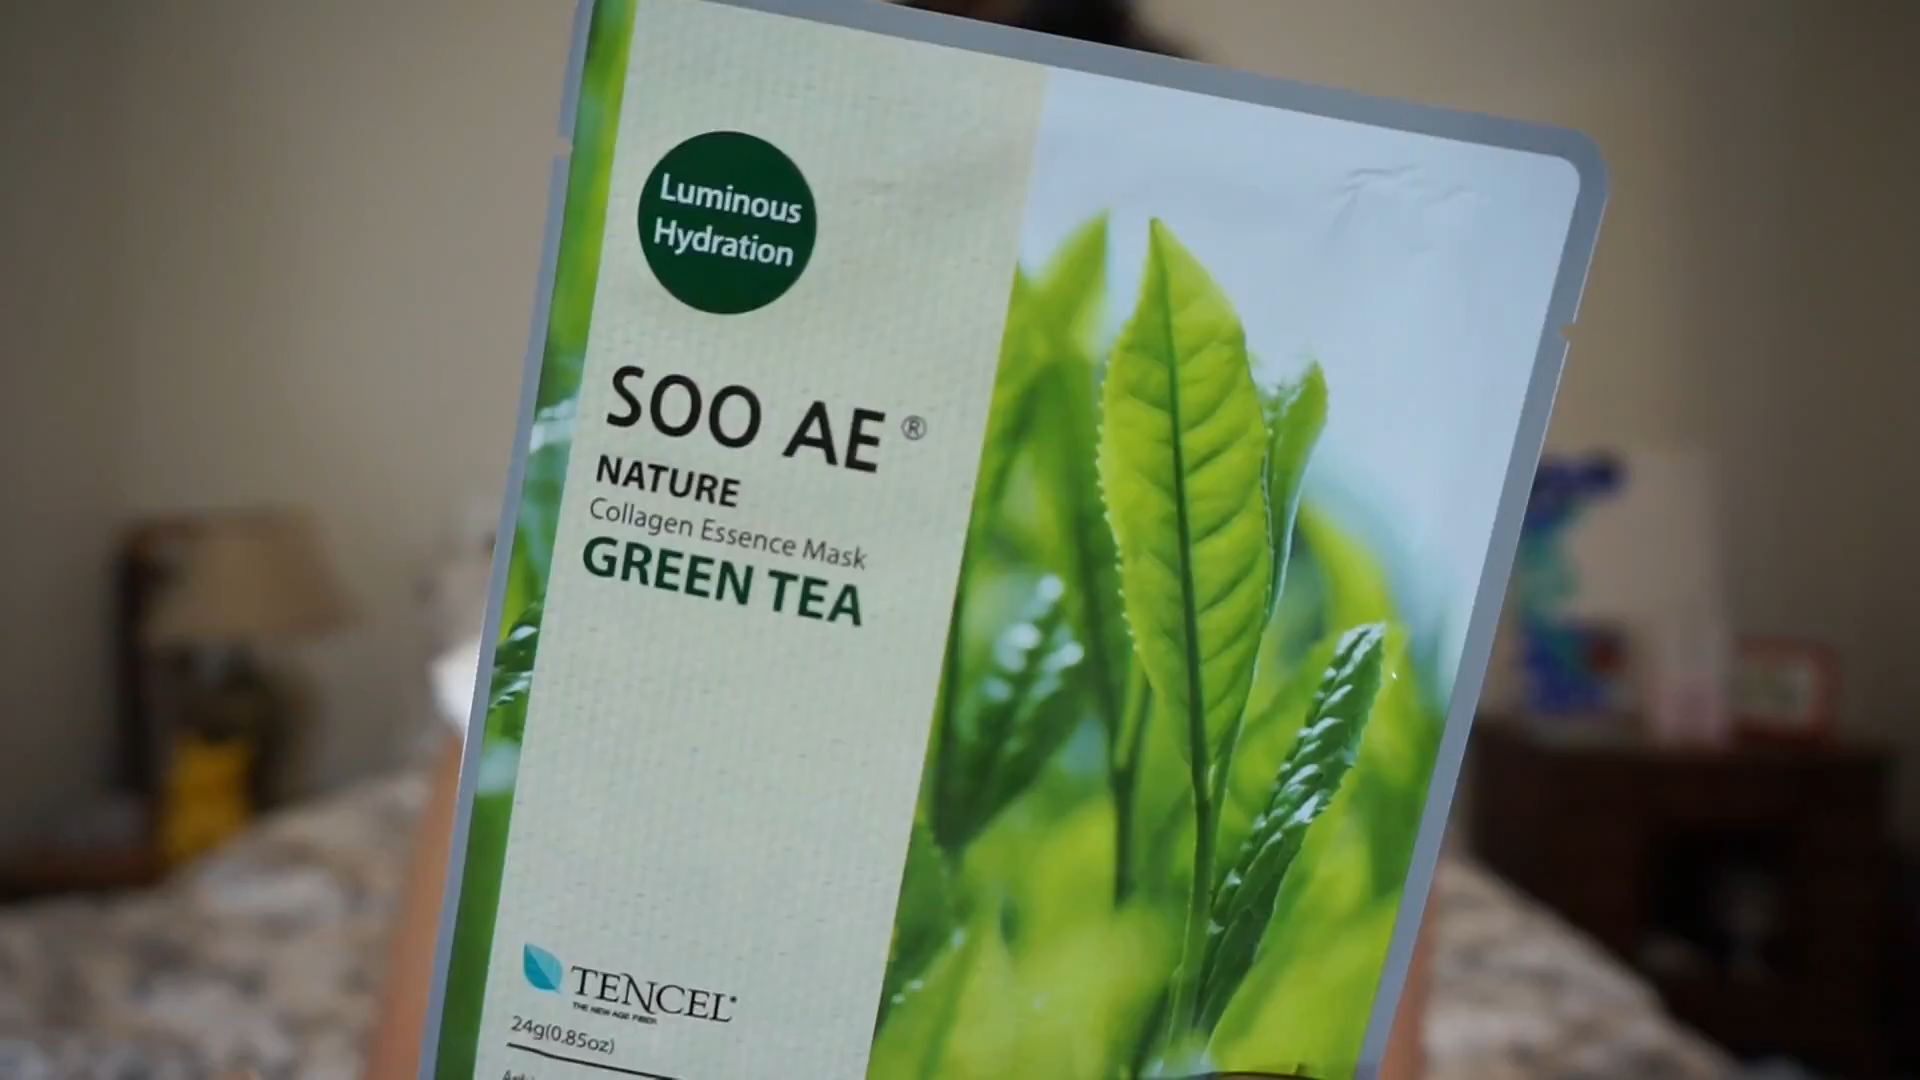 Luminous
Hydration
SOO AE®
NATURE
Collagen Essence Mask
GREEN TEA
TENCEL
THE NEW AGE FIBER
24g(0.85oz)